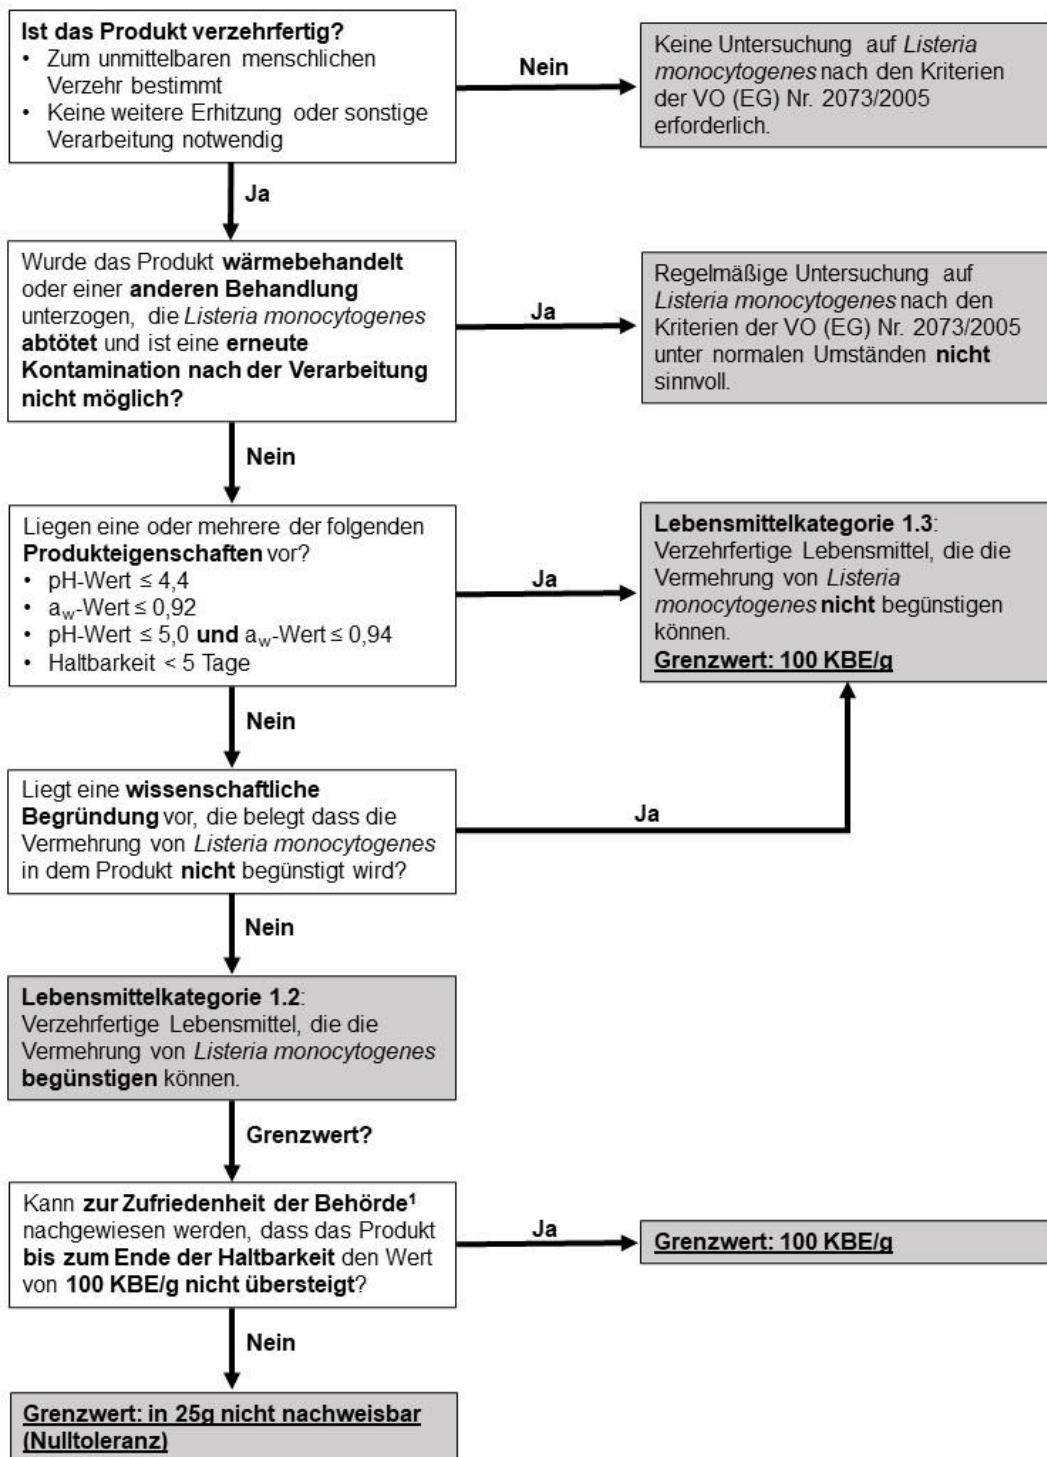 Ist das Produkt verzehrfertig?
• Zum unmittelbaren menschlichen
Verzehr bestimmt
• Keine weitere Erhitzung oder sonstige
Verarbeitung notwendig
Nein
Keine Untersuchung auf Listeria
monocytogenes nach den Kriterien
der VO (EG) Nr. 2073/2005
erforderlich.
Ja
Wurde das Produkt wärmebehandelt
oder einer anderen Behandlung
unterzogen, die Listeria monocytogenes
abtötet und ist eine erneute
Kontamination nach der Verarbeitung
nicht möglich?
Ja
Regelmäßige Untersuchung auf
Listeria monocytogenes nach den
Kriterien der VO (EG) Nr. 2073/2005
unter normalen Umständen nicht
sinnvoll.
Nein
Liegen eine oder mehrere der folgenden
Produkteigenschaften vor?
• pH-Wert ≤ 4,4
• aw-Wert ≤ 0,92
• pH-Wert ≤ 5,0 und aw-Wert ≤ 0,94
• Haltbarkeit < 5 Tage
Ja
Lebensmittelkategorie 1.3:
Verzehrfertige Lebensmittel, die die
Vermehrung von Listeria
monocytogenes nicht begünstigen
können.
Grenzwert: 100 KBE/g
Nein
Liegt eine wissenschaftliche
Begründung vor, die belegt dass die
Vermehrung von Listeria monocytogenes
in dem Produkt nicht begünstigt wird?
Ja
Nein
Lebensmittelkategorie 1.2:
Verzehrfertige Lebensmittel, die die
Vermehrung von Listeria monocytogenes
begünstigen können.
Grenzwert?
Kann zur Zufriedenheit der Behörde¹
nachgewiesen werden, dass das Produkt
bis zum Ende der Haltbarkeit den Wert
von 100 KBE/g nicht übersteigt?
Ja
Grenzwert: 100 KBE/g
Nein
Grenzwert: in 25g nicht nachweisbar
(Nulltoleranz)